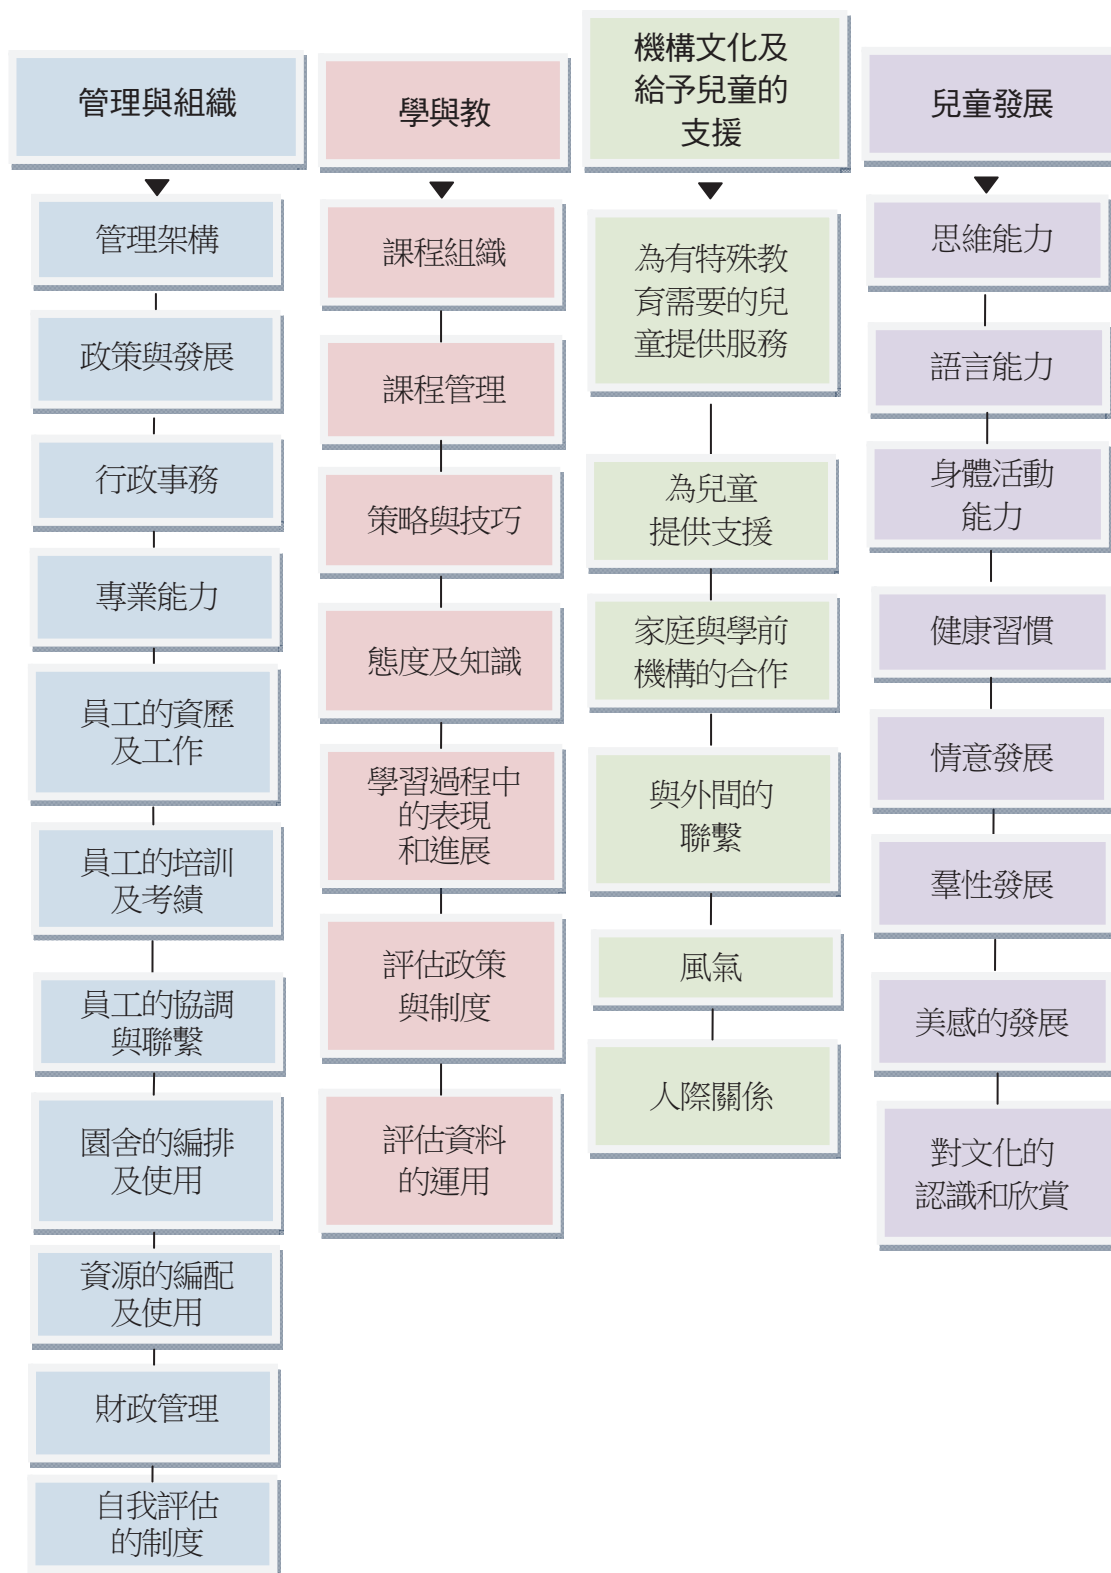 管理與組織
管理架構
政策與發展
行政事務
專業能力
員工的資歷
及工作
員工的培訓
及考績
員工的協調
與聯繫
園舍的編排
及使用
資源的編配
及使用
財政管理
自我評估
的制度
學與教
課程組織
課程管理
策略與技巧
態度及知識
學習過程中
的表現
和進展
評估政策
與制度
評估資料
的運用
機構文化及
給予兒童的
支援
為有特殊教
育需要的兒
童提供服務
為兒童
提供支援
家庭與學前
機構的合作
與外間的
聯繫
風氣
人際關係
兒童發展
思維能力
語言能力
身體活動
能力
健康習慣
情意發展
羣性發展
美感的發展
對文化的
認識和欣賞